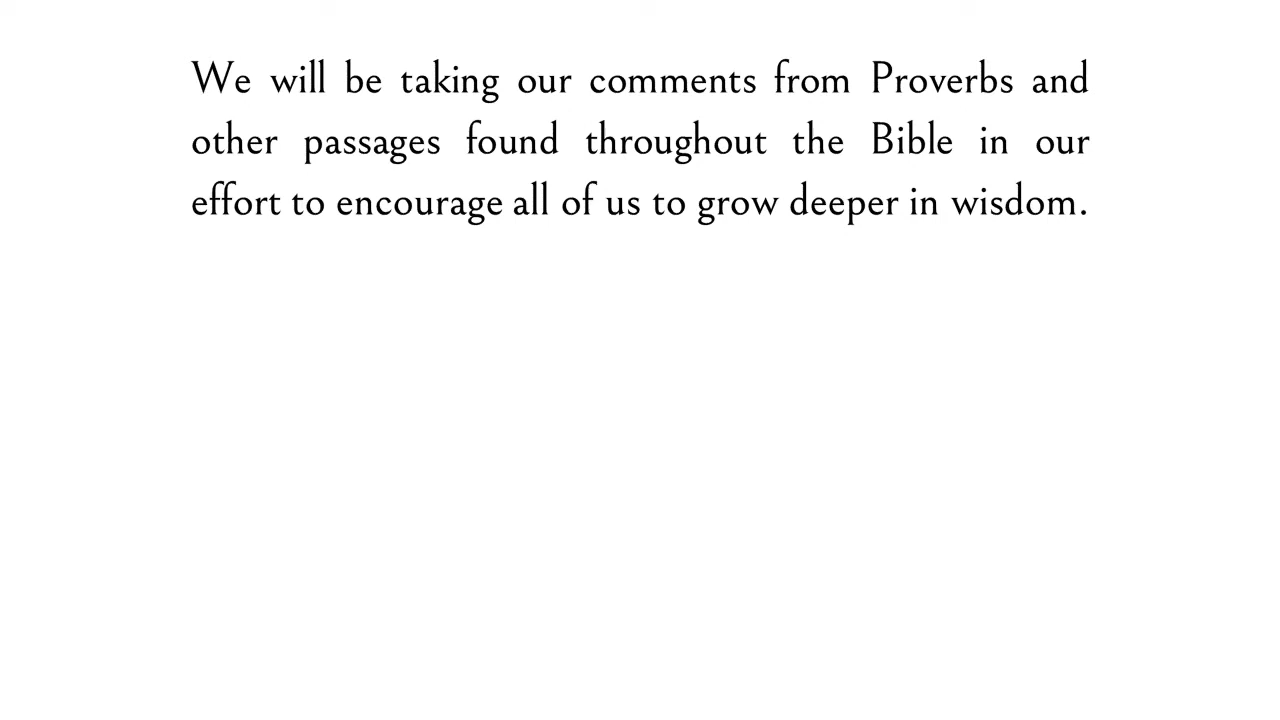 We will be taking our comments from Proverbs and
other passages found throughout the Bible in our
effort to encourage all of us to grow deeper in wisdom.